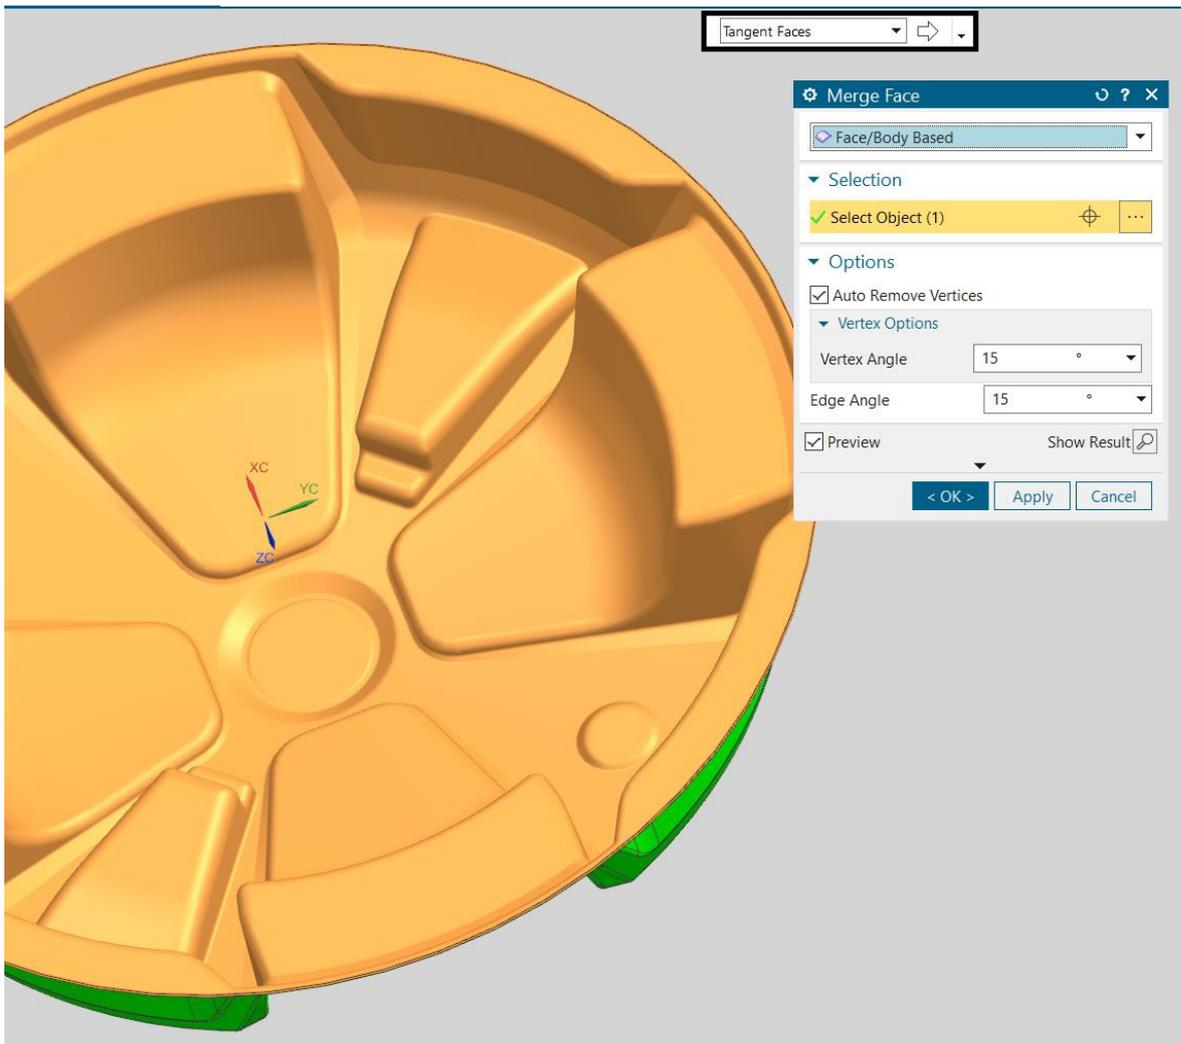 Tangent Faces
Merge Face
?
Face/Body Based
Selection
Select Object (1)
...
Options
Auto Remove Vertices
Vertex Options
Vertex Angle 15 °
Edge Angle 15 °
Preview Show Result
< OK > Apply Cancel
XC
YC
ZC